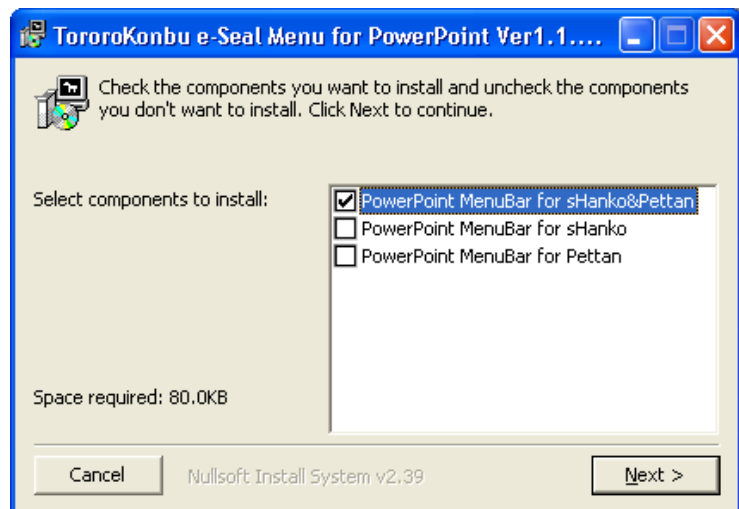 TororoKonbu e-Seal Menu for PowerPoint Ver1.1....
Check the components you want to install and uncheck the components
you don't want to install. Click Next to continue.
Select components to install:
PowerPoint MenuBar for sHanko&Pettan
PowerPoint MenuBar for sHanko
PowerPoint MenuBar for Pettan
Space required: 80.0KB
Cancel
Nullsoft Install System v2.39
Next >